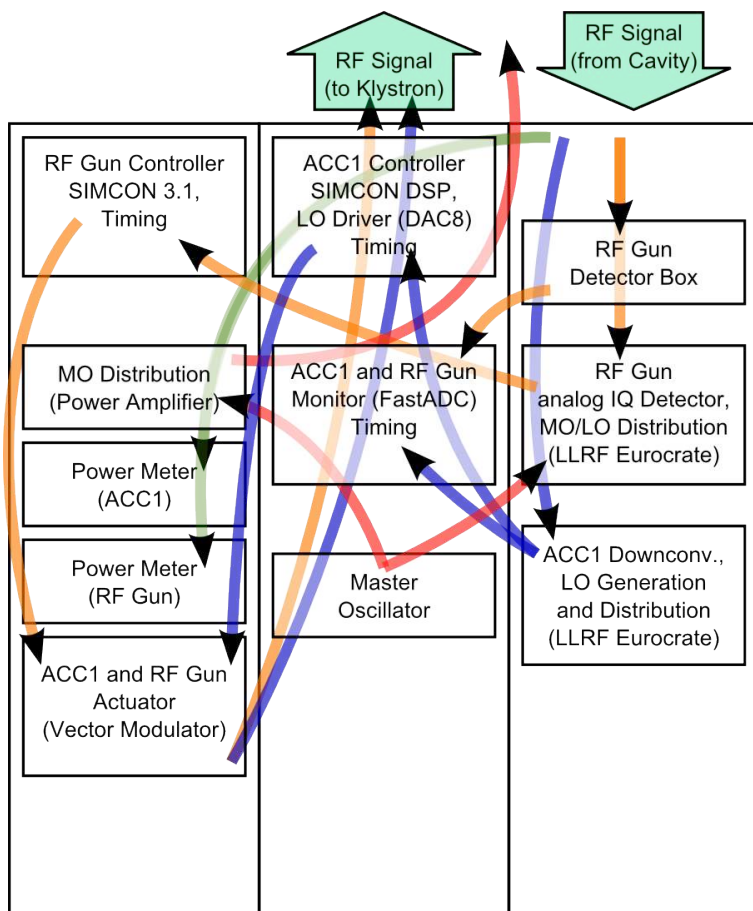 RF Signal
(to Klystron)
RF Signal
(from Cavity)
RF Gun Controller
SIMCON 3.1,
Timing
MO Distribution
(Power Amplifier)
Power Meter
(ACC1)
Power Meter
(RF Gun)
ACC1 and RF Gun
Actuator
(Vector Modulator)
ACC1 Controller
SIMCON DSP,
LO Driver (DAC8)
Timing
ACC1 and RF Gun
Monitor (FastADC)
Timing
Master
Oscillator
RF Gun
Detector Box
RF Gun
analog IQ Detector,
MO/LO Distribution
(LLRF Eurocrate)
ACC1 Downconv.,
LO Generation
and Distribution
(LLRF Eurocrate)